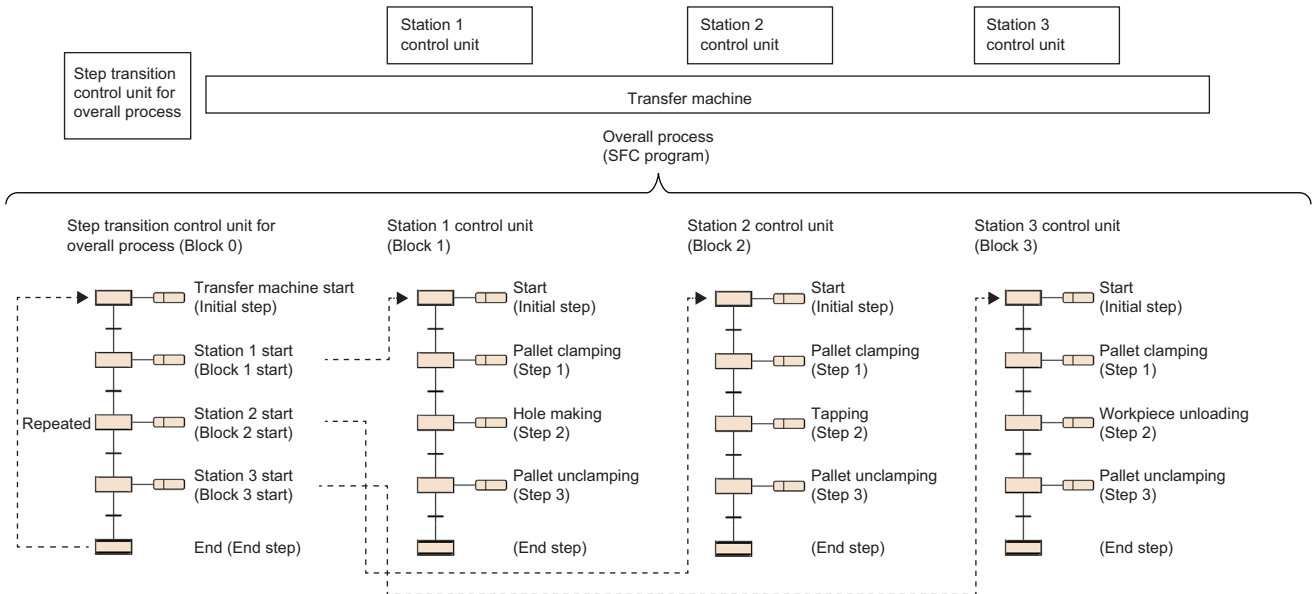 Station 1
control unit
Station 2
control unit
Station 3
control unit
Step transition
control unit for
overall process
Transfer machine
Overall process
(SFC program)
Step transition control unit for
overall process (Block 0)
Transfer machine start
(Initial step)
Station 1 start
(Block 1 start)
Repeated
Station 2 start
(Block 2 start)
Station 3 start
(Block 3 start)
End (End step)
Station 1 control unit
(Block 1)
Start
(Initial step)
Pallet clamping
(Step 1)
Hole making
(Step 2)
Pallet unclamping
(Step 3)
(End step)
Station 2 control unit
(Block 2)
Start
(Initial step)
Pallet clamping
(Step 1)
Tapping
(Step 2)
Pallet unclamping
(Step 3)
(End step)
Station 3 control unit
(Block 3)
Start
(Initial step)
Pallet clamping
(Step 1)
Workpiece unloading
(Step 2)
Pallet unclamping
(Step 3)
(End step)